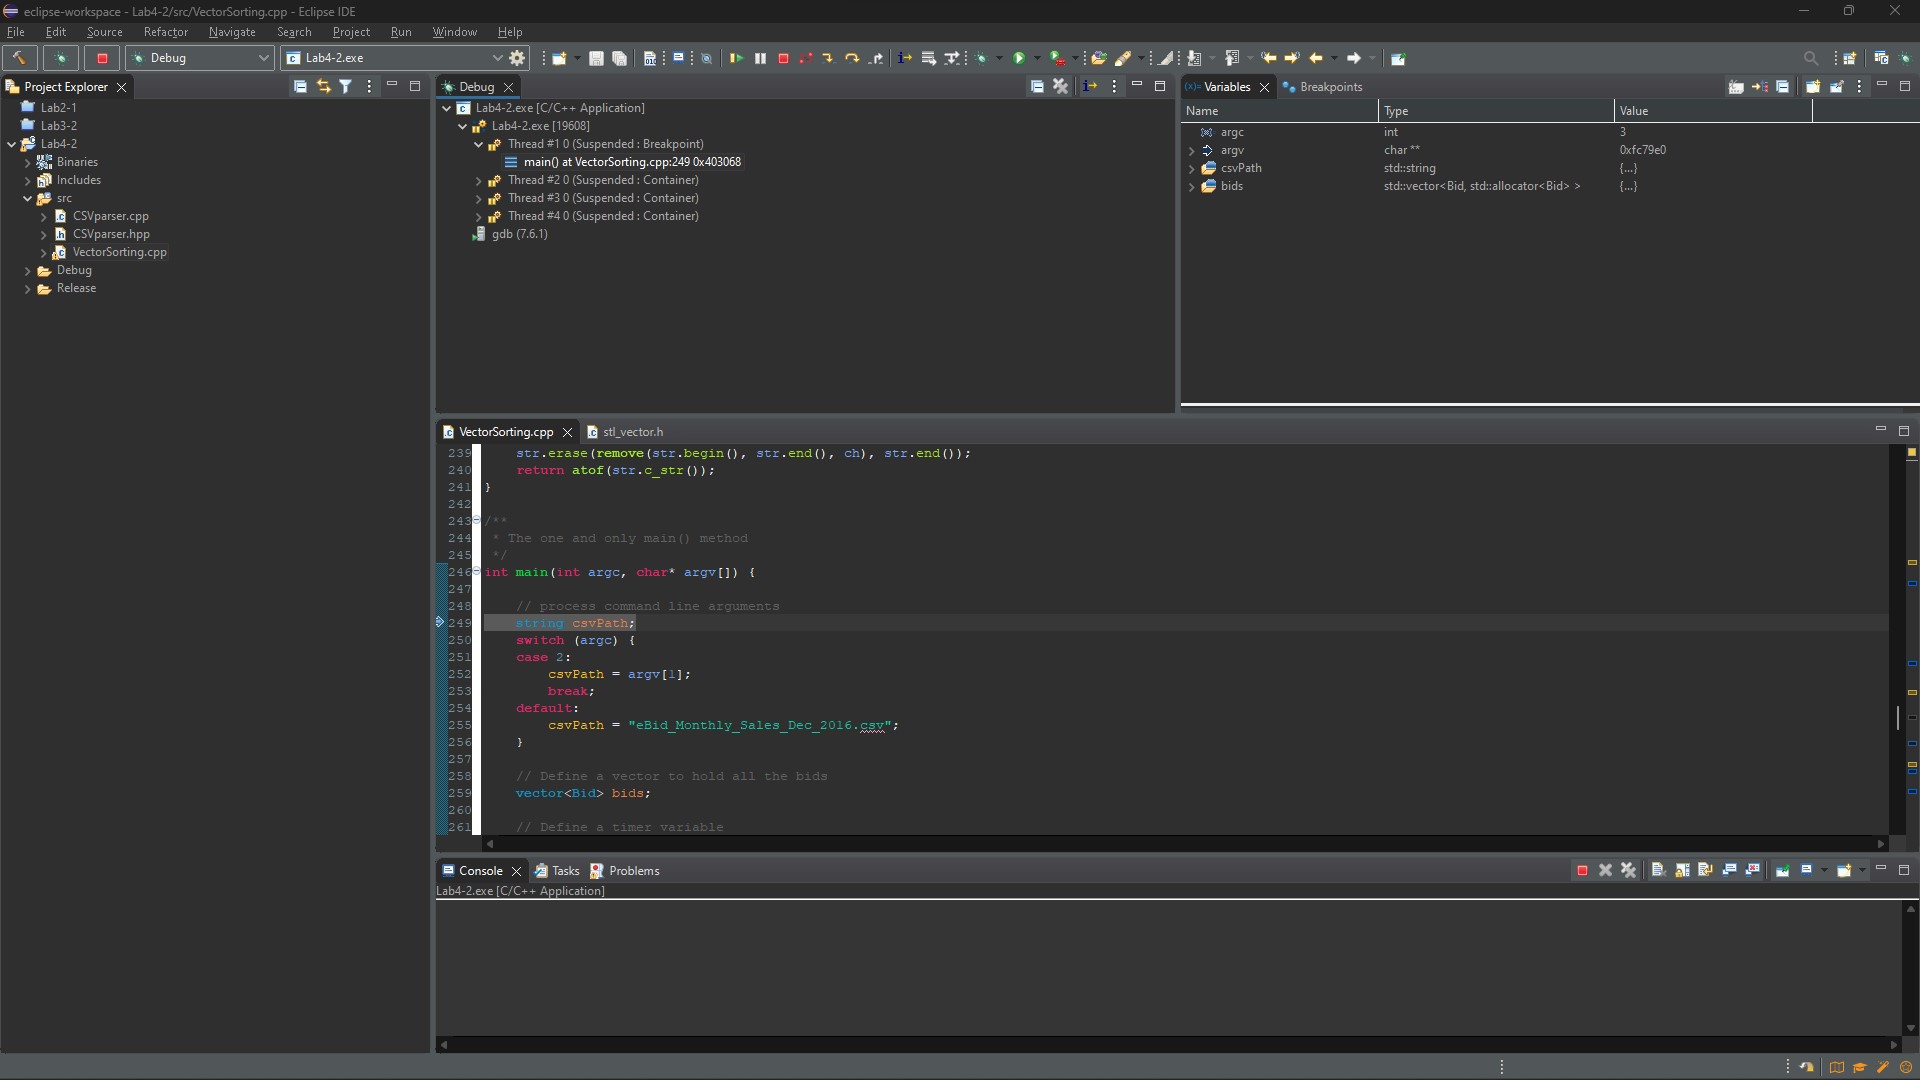 eclipse-workspace - Lab4-2/src/VectorSorting.cpp - Eclipse IDE
File Edit Source Refactor Navigate Search Project Run Window Help
Debug Lab4-2.exe
Project Explorer
Lab2-1
Lab3-2
Lab4-2
Binaries
Includes
src
CSVparser.cpp
CSVparser.hpp
VectorSorting.cpp
Debug
Release
Debug
Lab4-2.exe [C/C++ Application]
Lab4-2.exe [19608]
Thread #1 0 (Suspended : Breakpoint)
main() at VectorSorting.cpp:249 0x403068
Thread #2 0 (Suspended : Container)
Thread #3 0 (Suspended : Container)
Thread #4 0 (Suspended : Container)
gdb (7.6.1)
Variables Breakpoints
Name Type Value
argc int 3
argv char ** 0xfc79e0
csvPath std::string {...}
bids std::vector<Bid, std::allocator<Bid> > {...}
VectorSorting.cpp stl_vector.h
239 str.erase(remove(str.begin(), str.end(), ch), str.end());
240 return atof(str.c_str());
241 }
242
243 /**
244 * The one and only main() method
245 */
246 int main(int argc, char* argv[]) {
247
248 // process command line arguments
249 string csvPath;
250 switch (argc) {
251 case 2:
252 csvPath = argv[1];
253 break;
254 default:
255 csvPath = "eBid_Monthly_Sales_Dec_2016.csv";
256 }
257
258 // Define a vector to hold all the bids
259 vector<Bid> bids;
260
261 // Define a timer variable
Console Tasks Problems
Lab4-2.exe [C/C++ Application]